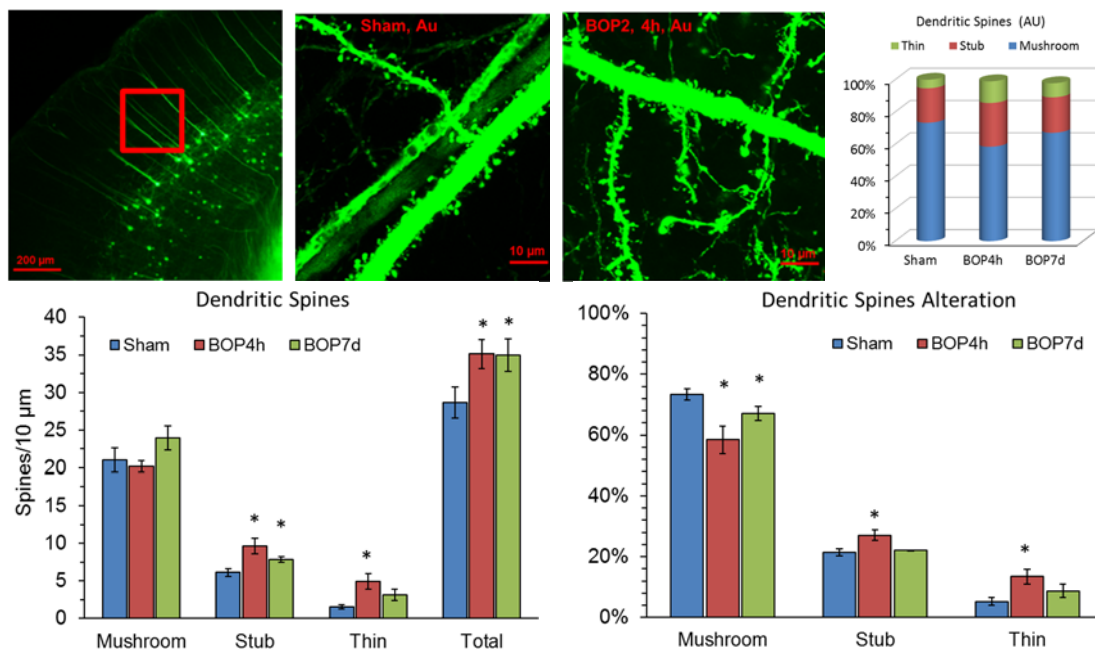 200 µm
Sham, Au
10 µm
BOP2, 4h, Au
10 µm
Dendritic Spines (AU)
Thin Stub Mushroom
100%
80%
60%
40%
20%
0%
Sham BOP4h BOP7d
Dendritic Spines
Sham BOP4h BOP7d
Spines/10 µm
40
35
30
25
20
15
10
5
0
* *
*
* *
Mushroom Stub Thin Total
Dendritic Spines Alteration
Sham BOP4h BOP7d
100%
80%
60%
40%
20%
0%
* *
*
*
Mushroom Stub Thin